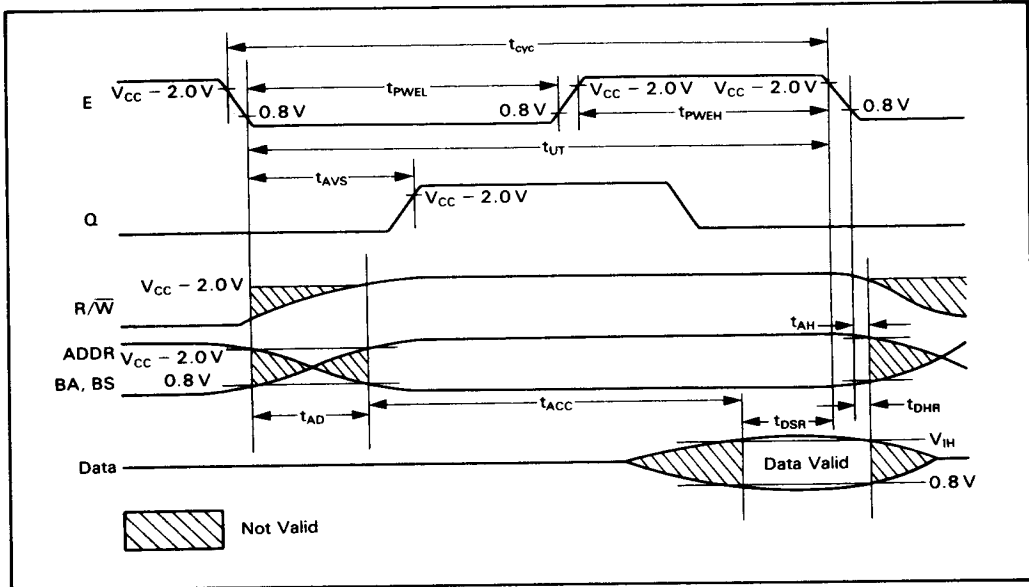 tcyc
E
VCC – 2.0 V
tPWEL
0.8 V
0.8 V
VCC – 2.0 V
VCC – 2.0 V
tPWEH
0.8 V
tUT
tAVS
Q
VCC – 2.0 V
VCC – 2.0 V
R/W̅
tAH
ADDR
VCC – 2.0 V
BA, BS
0.8 V
tAD
tACC
tDSR
tDHR
VIH
Data
Data Valid
0.8 V
Not Valid